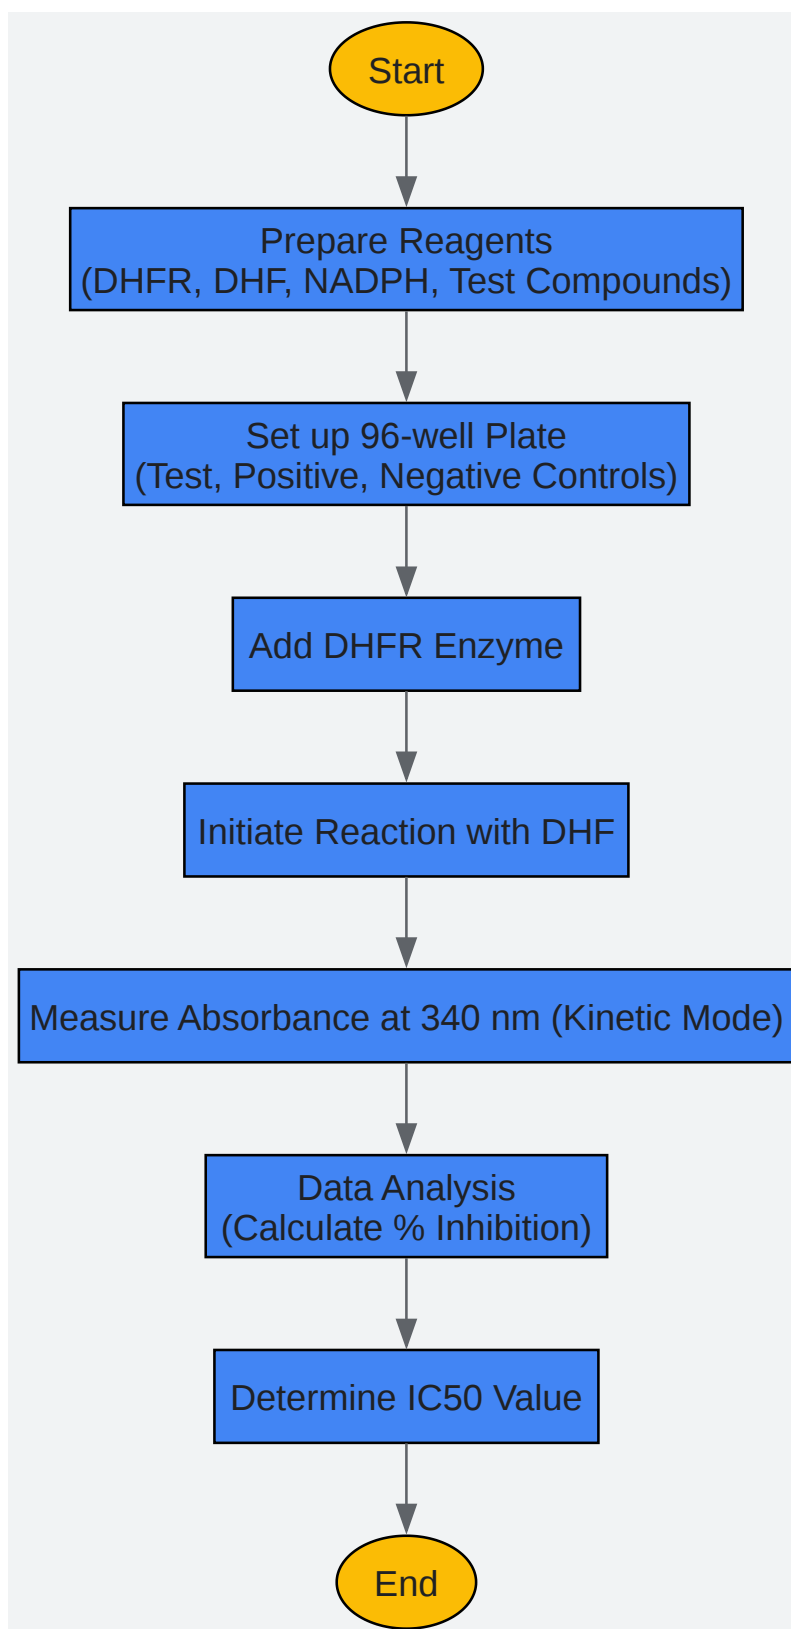 Start
Prepare Reagents
(DHFR, DHF, NADPH, Test Compounds)
Set up 96-well Plate
(Test, Positive, Negative Controls)
Add DHFR Enzyme
Initiate Reaction with DHF
Measure Absorbance at 340 nm (Kinetic Mode)
Data Analysis
(Calculate % Inhibition)
Determine IC50 Value
End